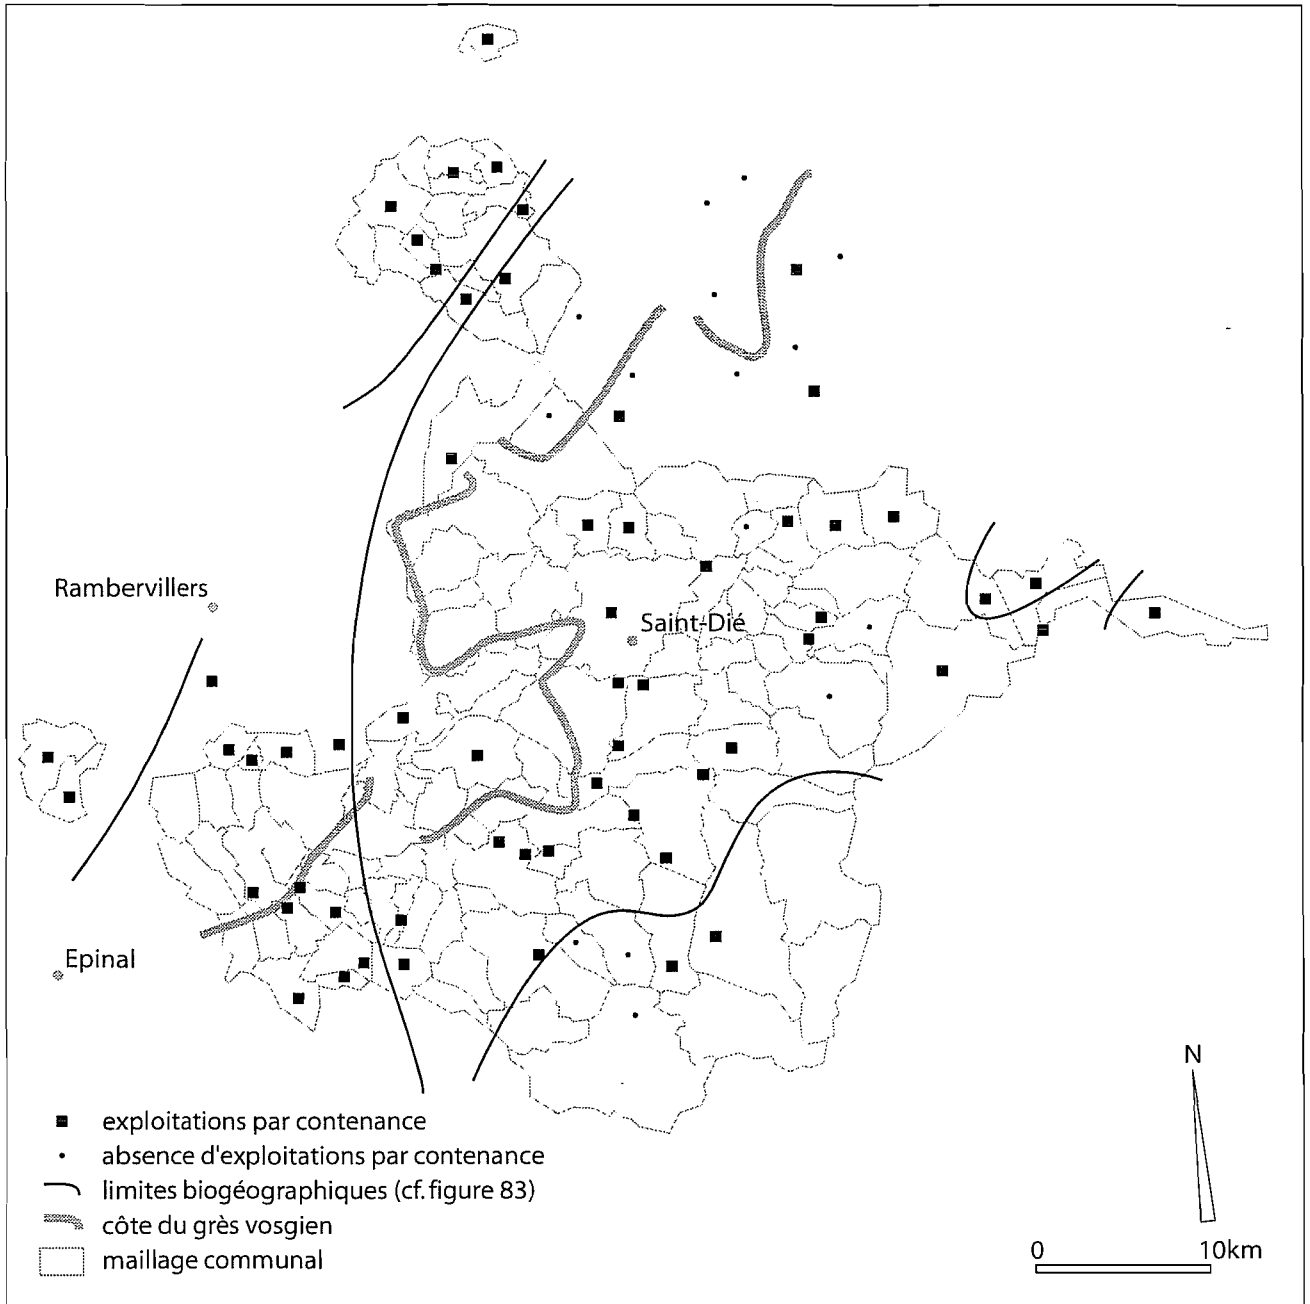 Rambervillers
Saint-Dié
Epinal
N
exploitations par contenance
absence d'exploitations par contenance
limites biogéographiques (cf. figure 83)
côte du grès vosgien
maillage communal
0 10km